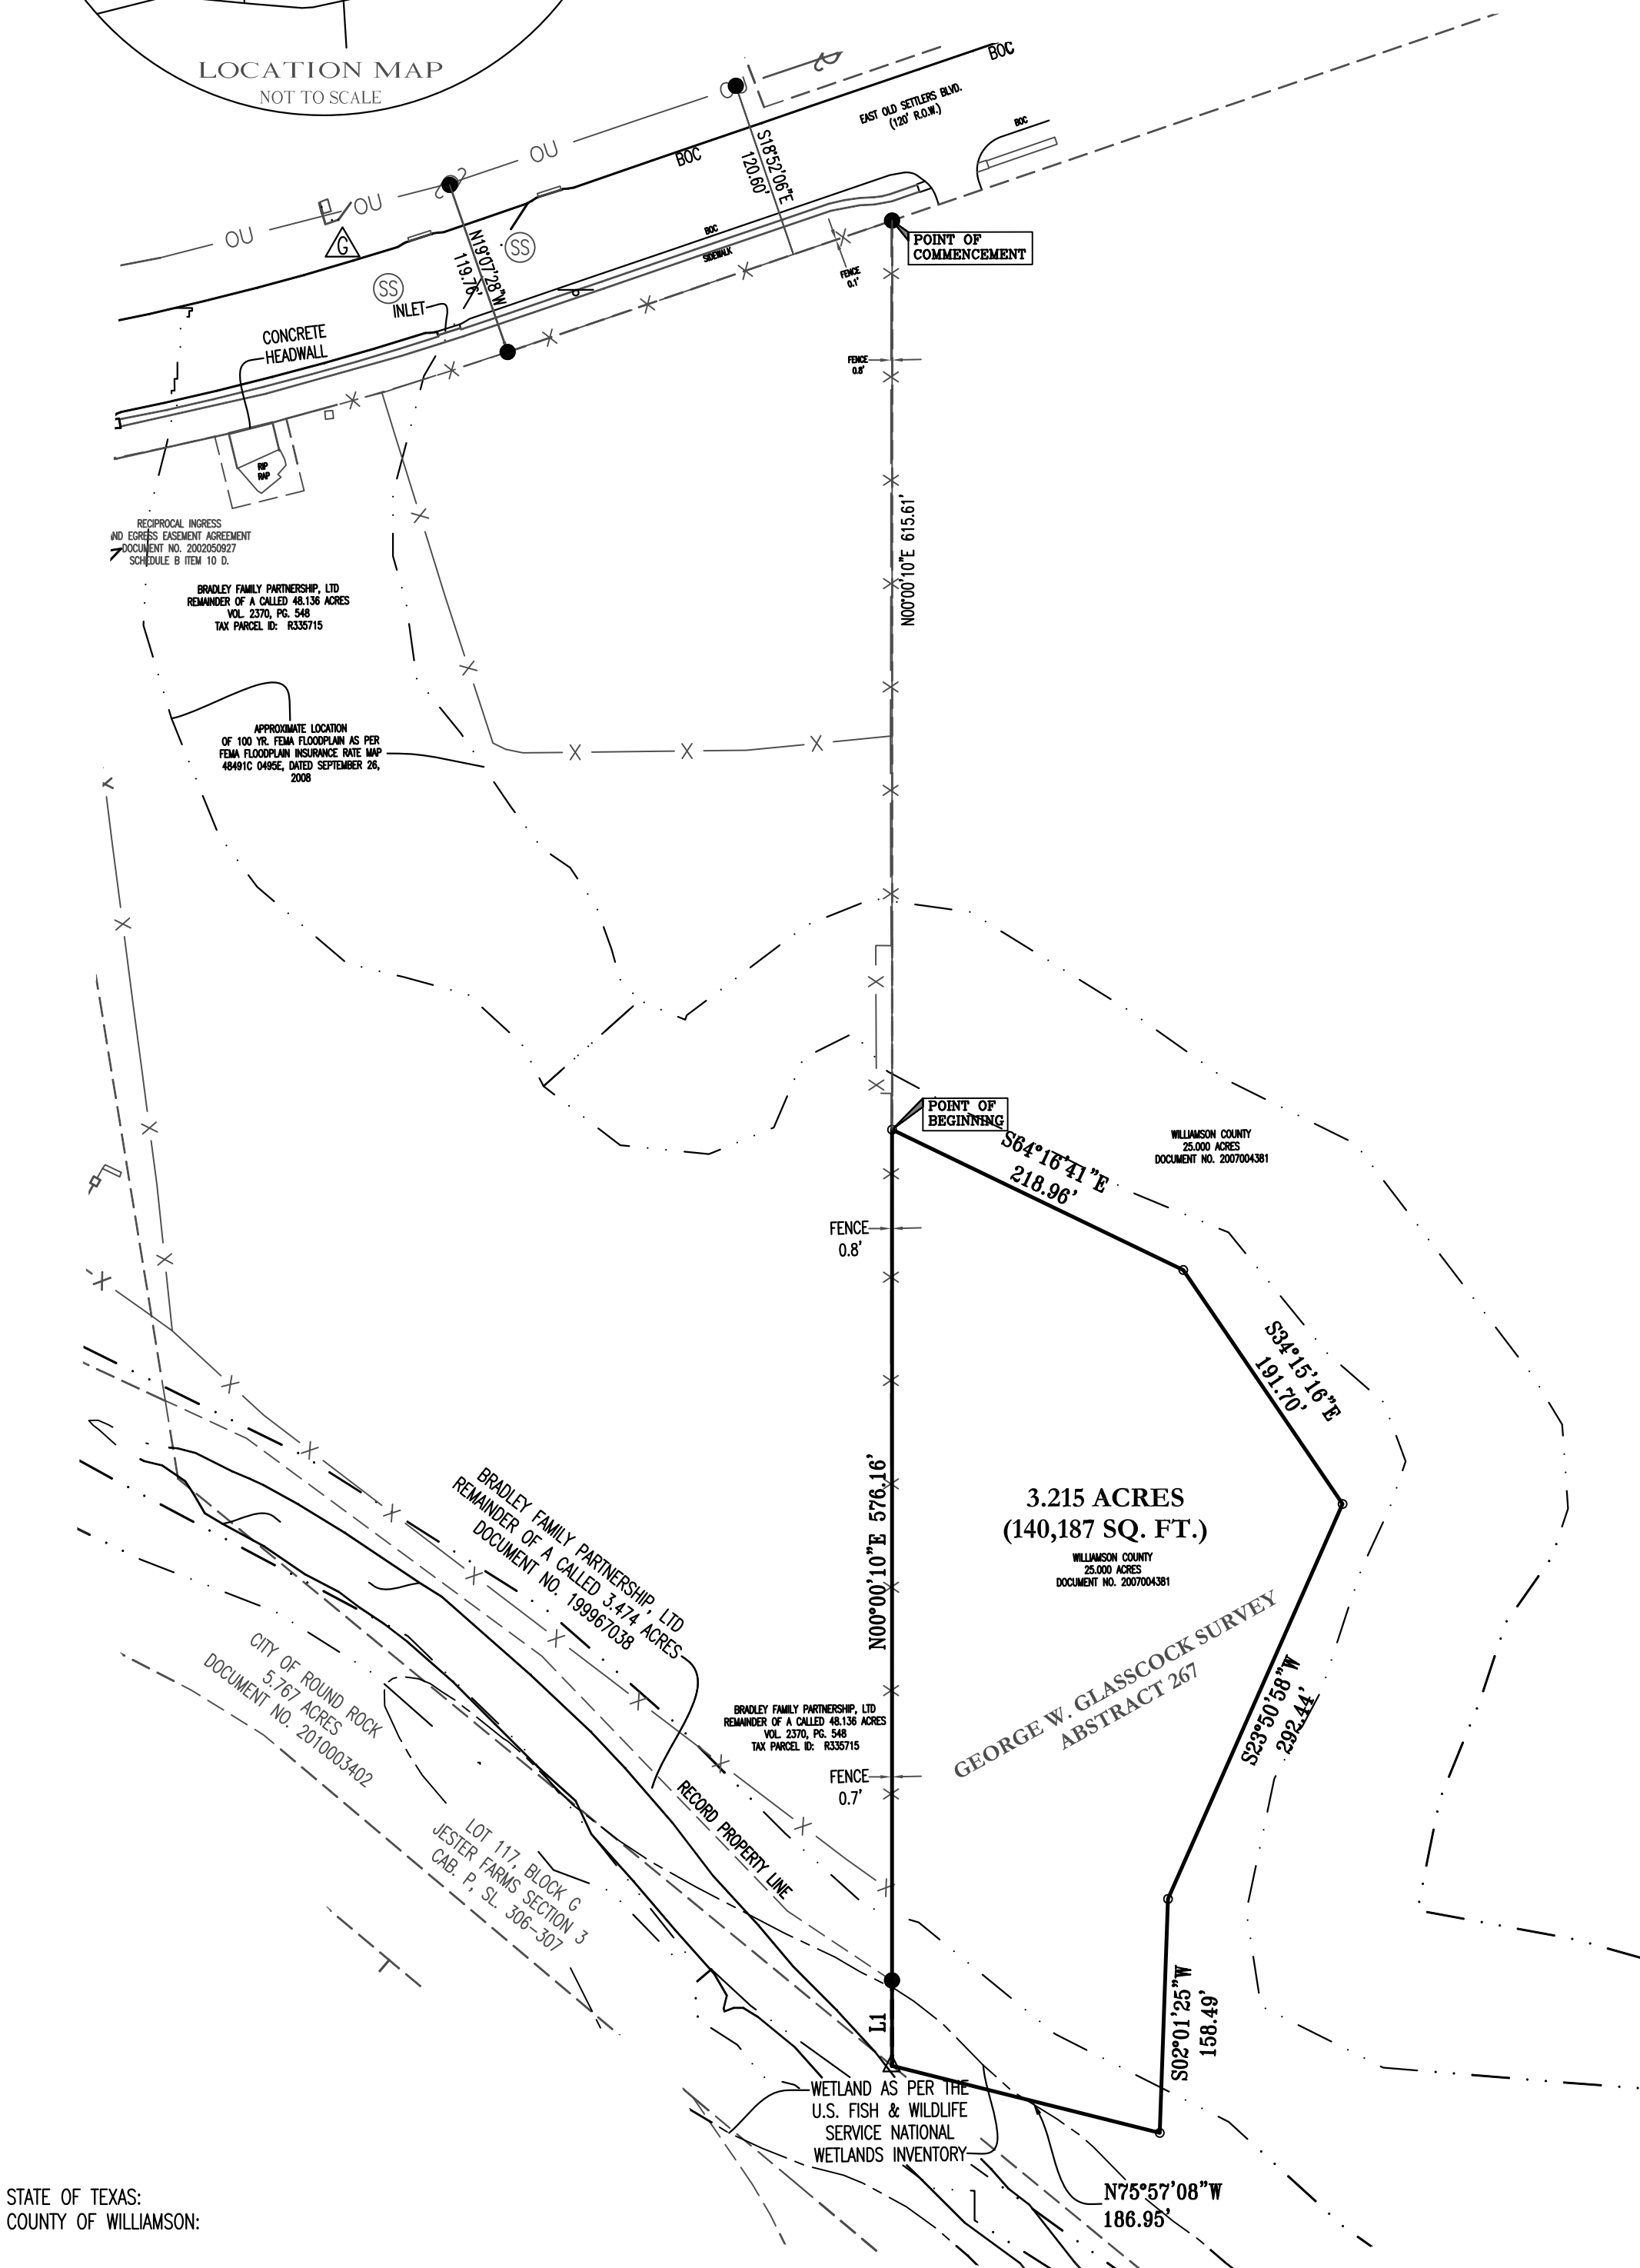 LOCATION MAP
NOT TO SCALE
BOC
EAST OLD SETTLERS BLVD.
(120' R.O.W.)
BOC
OU
BOC
S18°52'06"E
120.60'
OU
OU
G
SS
SS
N19°07'28"W
119.76'
BOC
SIDEWALK
FENCE
0.1'
POINT OF
COMMENCEMENT
INLET
CONCRETE
HEADWALL
FENCE
0.8'
RIP
RAP
RECIPROCAL INGRESS
ND EGRESS EASEMENT AGREEMENT
DOCUMENT NO. 2002050927
SCHEDULE B ITEM 10 D.
N00°00'10"E 615.61'
BRADLEY FAMILY PARTNERSHIP, LTD
REMAINDER OF A CALLED 48.136 ACRES
VOL. 2370, PG. 548
TAX PARCEL ID: R335715
APPROXIMATE LOCATION
OF 100 YR. FEMA FLOODPLAIN AS PER
FEMA FLOODPLAIN INSURANCE RATE MAP
48491C 0495E, DATED SEPTEMBER 26,
2008
POINT OF
BEGINNING
S64°16'41"E
218.96'
WILLIAMSON COUNTY
25.000 ACRES
DOCUMENT NO. 2007004381
FENCE
0.8'
S34°15'16"E
191.70'
N00°00'10"E 576.16'
3.215 ACRES
(140,187 SQ. FT.)
WILLIAMSON COUNTY
25.000 ACRES
DOCUMENT NO. 2007004381
BRADLEY FAMILY PARTNERSHIP, LTD
REMAINDER OF A CALLED 3.474 ACRES
DOCUMENT NO. 199967038
GEORGE W. GLASSCOCK SURVEY
ABSTRACT 267
CITY OF ROUND ROCK
5.767 ACRES
DOCUMENT NO. 2010003402
S23°50'58"W
292.44'
BRADLEY FAMILY PARTNERSHIP, LTD
REMAINDER OF A CALLED 48.136 ACRES
VOL. 2370, PG. 548
TAX PARCEL ID: R335715
FENCE
0.7'
RECORD PROPERTY LINE
LOT 117, BLOCK G
JESTER FARMS SECTION 3
CAB. P, SL. 306-307
L1
S02°01'25"W
158.49'
WETLAND AS PER THE
U.S. FISH & WILDLIFE
SERVICE NATIONAL
WETLANDS INVENTORY
N75°57'08"W
186.95'
STATE OF TEXAS:
COUNTY OF WILLIAMSON: